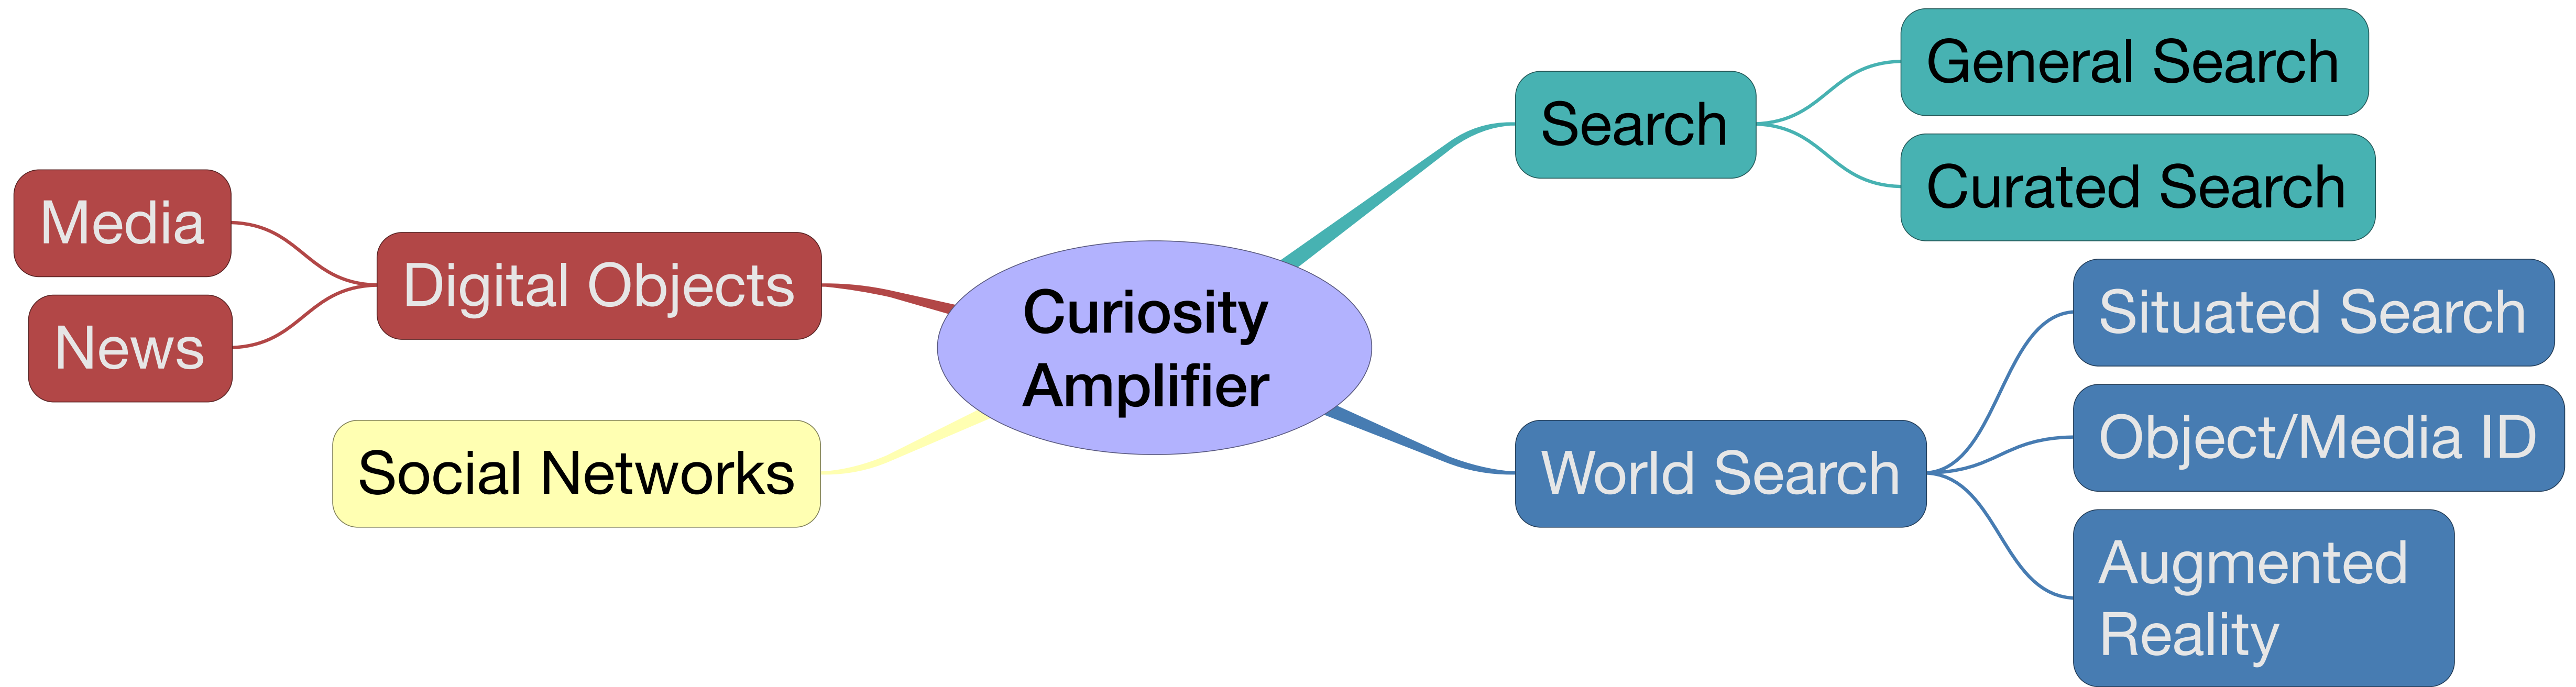 Curiosity
Amplifier
Search
General Search
Curated Search
World Search
Situated Search
Object/Media ID
Augmented
Reality
Digital Objects
Media
News
Social Networks